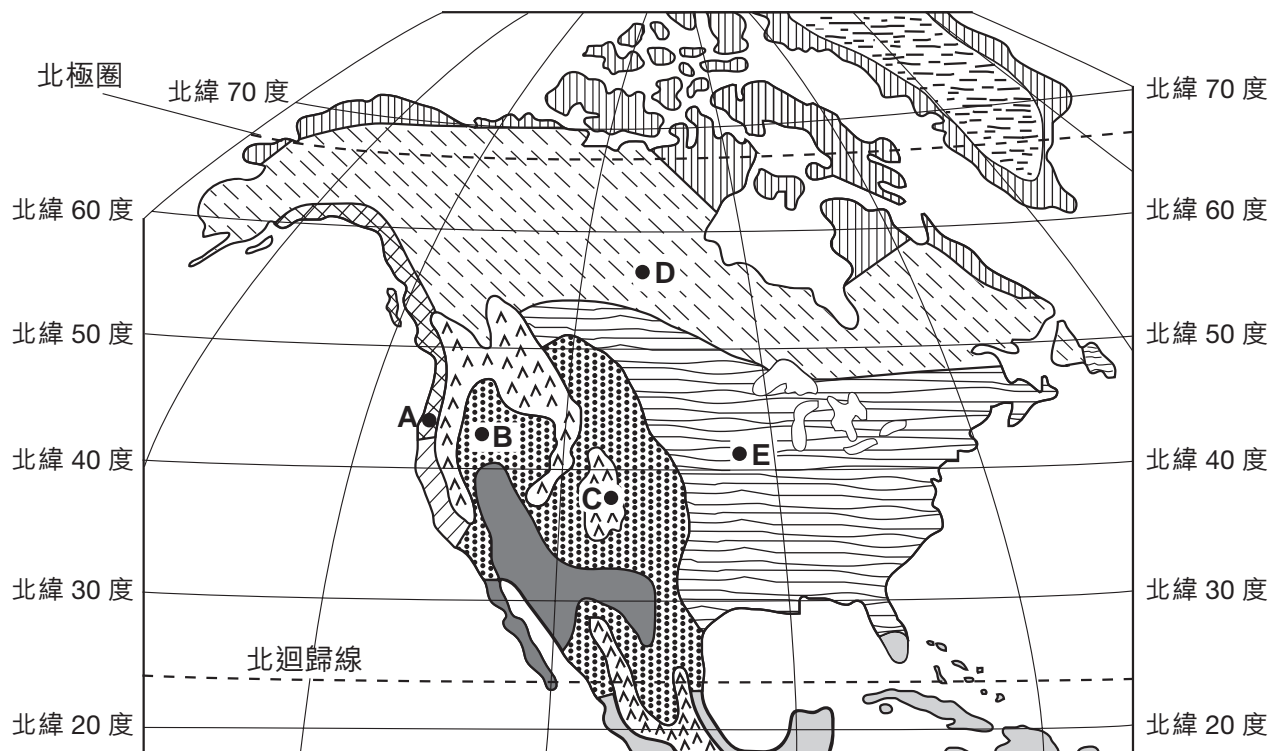 北極圈
北緯 70 度
北緯 70 度
北緯 60 度
北緯 60 度
D
北緯 50 度
北緯 50 度
A
B
E
北緯 40 度
北緯 40 度
C
北緯 30 度
北緯 30 度
北迴歸線
北緯 20 度
北緯 20 度